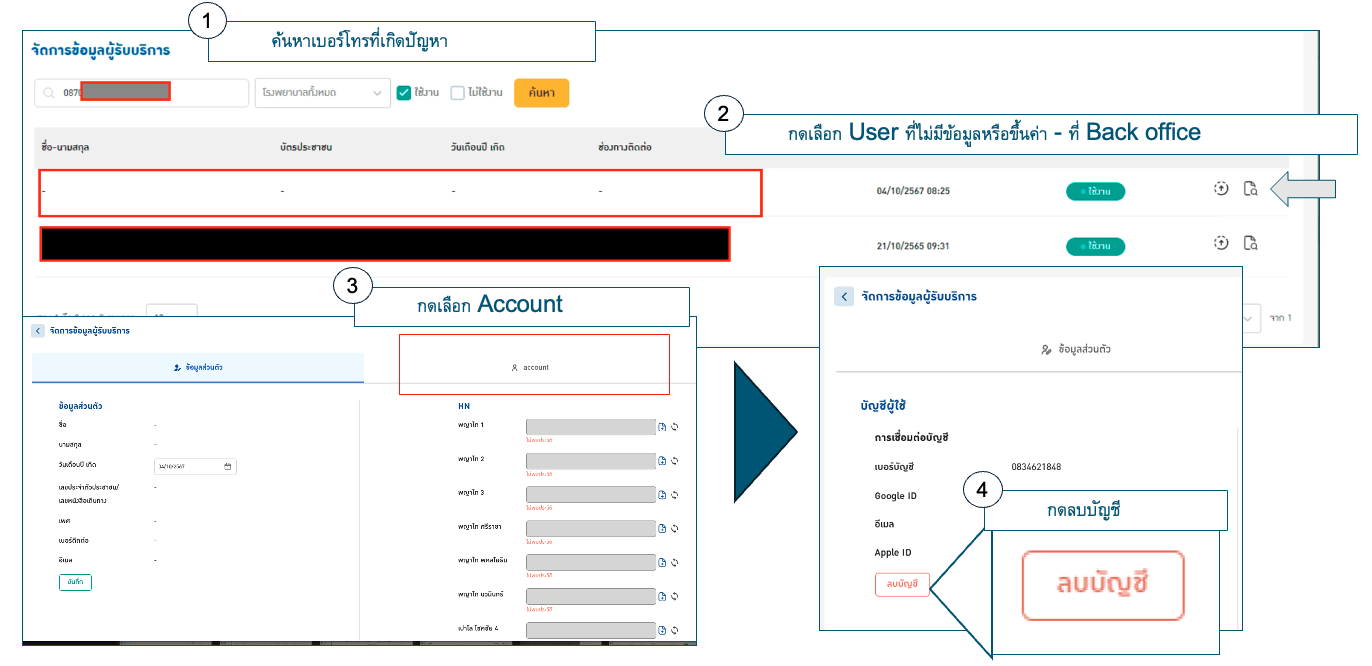 1
ค้นหาเบอร์โทรที่เกิดปัญหา
จัดการข้อมูลผู้รับบริการ
0870
โรงพยาบาลทั้งหมด
ใช้งาน
ไม่ใช้งาน
ค้นหา
2
กดเลือก User ที่ไม่มีข้อมูลหรือขึ้นค่า - ที่ Back office
ชื่อ-นามสกุล
บัตรประชาชน
วันเดือนปี เกิด
ช่องทางติดต่อ
-
-
-
-
04/10/2567 08:25
ใช้งาน
21/10/2565 09:31
ใช้งาน
จาก 1
3
กดเลือก Account
จัดการข้อมูลผู้รับบริการ
ข้อมูลส่วนตัว
account
ข้อมูลส่วนตัว
ชื่อ
-
นามสกุล
-
วันเดือนปี เกิด
04/10/2567
เลขประจำตัวประชาชน/
เลขหนังสือเดินทาง
-
เพศ
-
เบอร์ติดต่อ
-
อีเมล
-
บันทึก
HN
พญาไท 1
ไม่พบประวัติ
พญาไท 2
ไม่พบประวัติ
พญาไท 3
ไม่พบประวัติ
พญาไท ศรีราชา
ไม่พบประวัติ
พญาไท พหลโยธิน
ไม่พบประวัติ
พญาไท นวมินทร์
ไม่พบประวัติ
เปาโล โชคชัย 4
จัดการข้อมูลผู้รับบริการ
ข้อมูลส่วนตัว
บัญชีผู้ใช้
การเชื่อมต่อบัญชี
เบอร์บัญชี
0834621848
Google ID
อีเมล
Apple ID
ลบบัญชี
4
กดลบบัญชี
ลบบัญชี